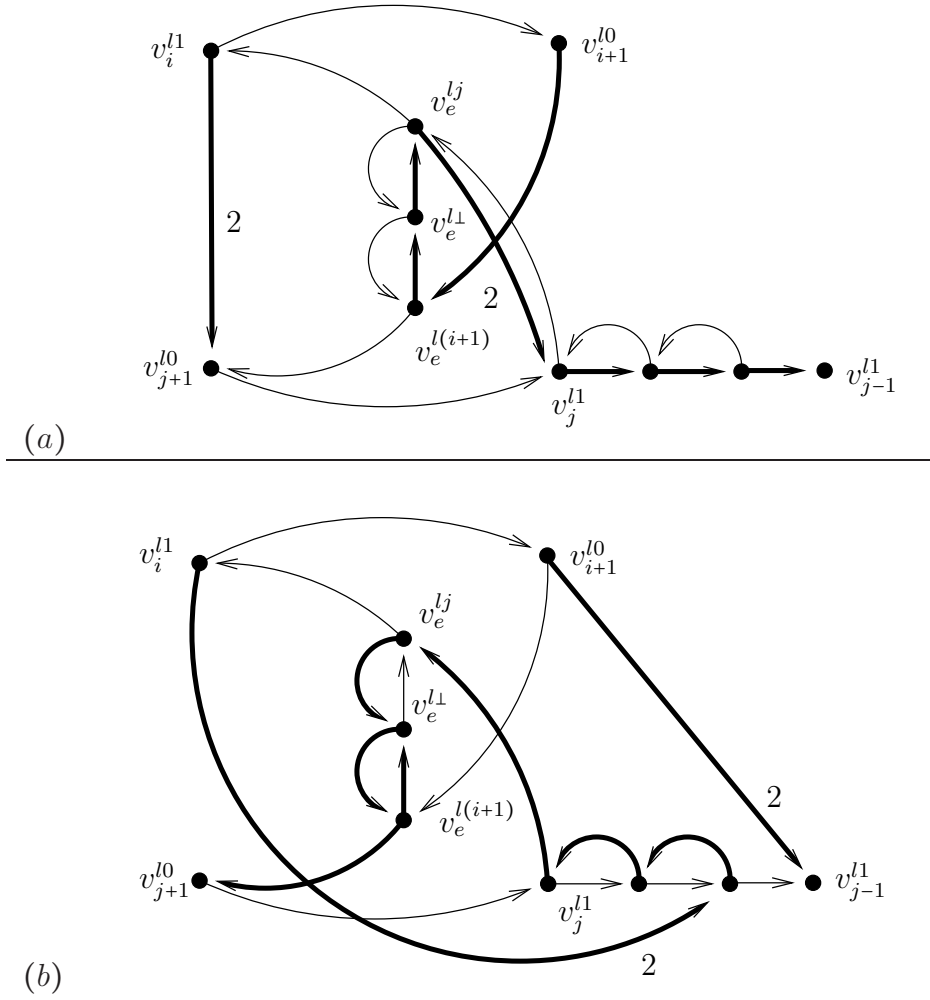 v_i^{l1}
v_{i+1}^{l0}
v_e^{lj}
2
v_e^{l⊥}
2
v_e^{l(i+1)}
v_{j+1}^{l0}
v_j^{l1}
v_{j-1}^{l1}
(a)
v_i^{l1}
v_{i+1}^{l0}
v_e^{lj}
v_e^{l⊥}
2
v_e^{l(i+1)}
v_{j+1}^{l0}
v_j^{l1}
v_{j-1}^{l1}
2
(b)